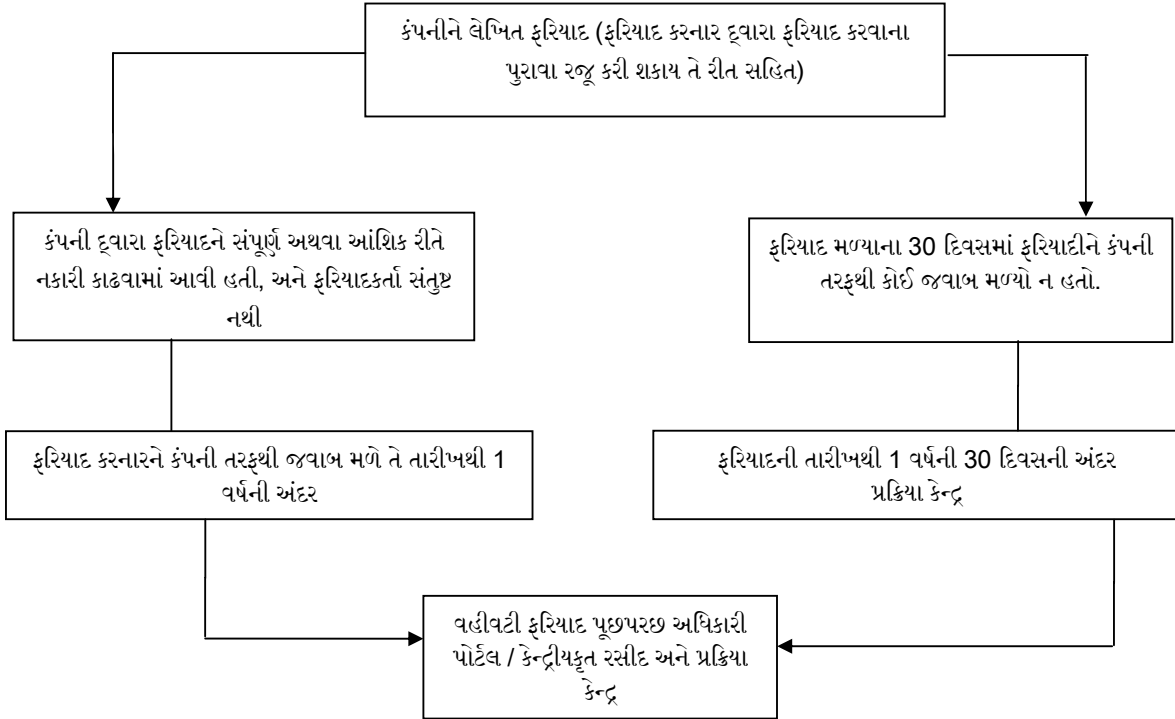 કંપનીને લેખિત ફરિયાદ (ફરિયાદ કરનાર દ્વારા ફરિયાદ કરવાના
પુરાવા રજૂ કરી શકાય તે રીત સહિત)
કંપની દ્વારા ફરિયાદને સંપૂર્ણ અથવા આંશિક રીતે
નકારી કાઢવામાં આવી હતી, અને ફરિયાદકર્તા સંતુષ્ટ
નથી
ફરિયાદ મળ્યાના 30 દિવસમાં ફરિયાદીને કંપની
તરફથી કોઈ જવાબ મળ્યો ન હતો.
ફરિયાદ કરનારને કંપની તરફથી જવાબ મળે તે તારીખથી 1
વર્ષની અંદર
ફરિયાદની તારીખથી 1 વર્ષની 30 દિવસની અંદર
પ્રક્રિયા કેન્દ્ર
વહીવટી ફરિયાદ પૂછપરછ અધિકારી
પોર્ટલ / કેન્દ્રીયકૃત રસીદ અને પ્રક્રિયા
કેન્દ્ર